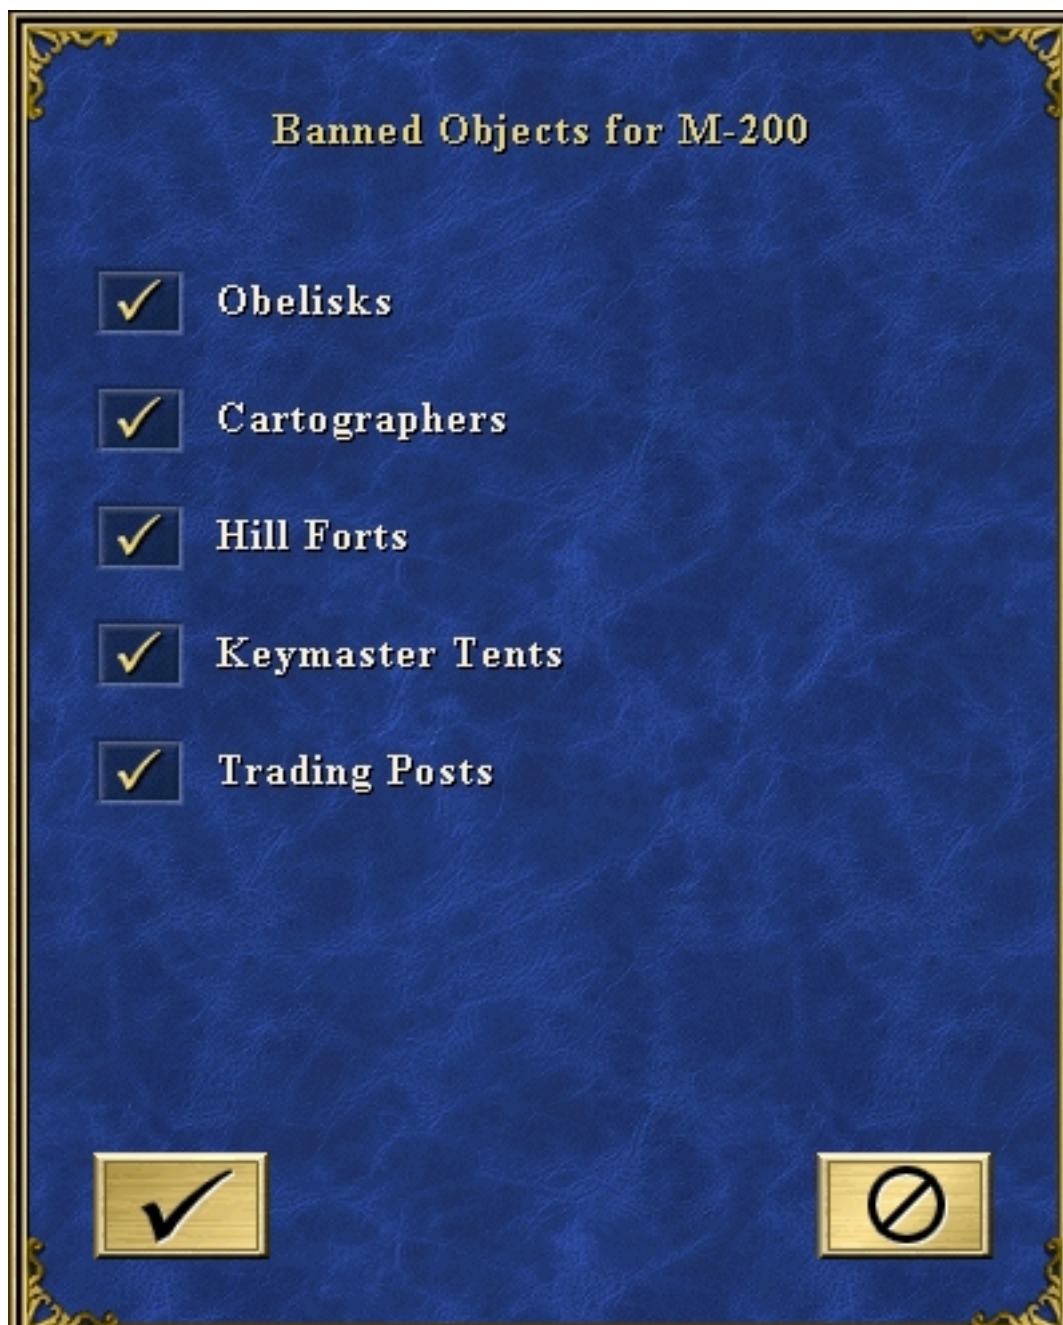 Banned Objects for M-200
Obelisks
Cartographers
Hill Forts
Keymaster Tents
Trading Posts